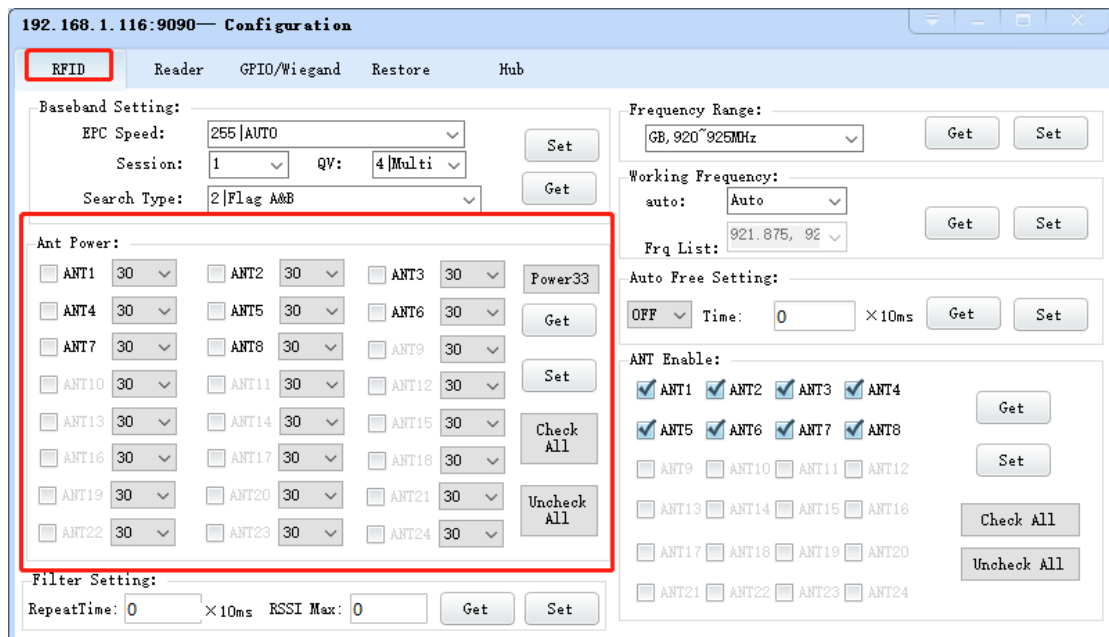 192.168.1.116:9090— Configuration
RFID Reader GPIO/Wiegand Restore Hub
Baseband Setting:
EPC Speed: 255|AUTO
Session: 1 QV: 4|Multi
Search Type: 2|Flag A&B
Set
Get
Ant Power:
ANT1 30 ANT2 30 ANT3 30 Power33
ANT4 30 ANT5 30 ANT6 30 Get
ANT7 30 ANT8 30 ANT9 30
ANT10 30 ANT11 30 ANT12 30 Set
ANT13 30 ANT14 30 ANT15 30 Check
All
ANT16 30 ANT17 30 ANT18 30
ANT19 30 ANT20 30 ANT21 30 Uncheck
All
ANT22 30 ANT23 30 ANT24 30
Filter Setting:
RepeatTime: 0 ×10ms RSSI Max: 0 Get Set
Frequency Range:
GB,920~925MHz Get Set
Working Frequency:
auto: Auto
Frq List: 921.875, 92
Get Set
Auto Free Setting:
OFF Time: 0 ×10ms Get Set
ANT Enable:
ANT1 ANT2 ANT3 ANT4
ANT5 ANT6 ANT7 ANT8
ANT9 ANT10 ANT11 ANT12
ANT13 ANT14 ANT15 ANT16
ANT17 ANT18 ANT19 ANT20
ANT21 ANT22 ANT23 ANT24
Get
Set
Check All
Uncheck All